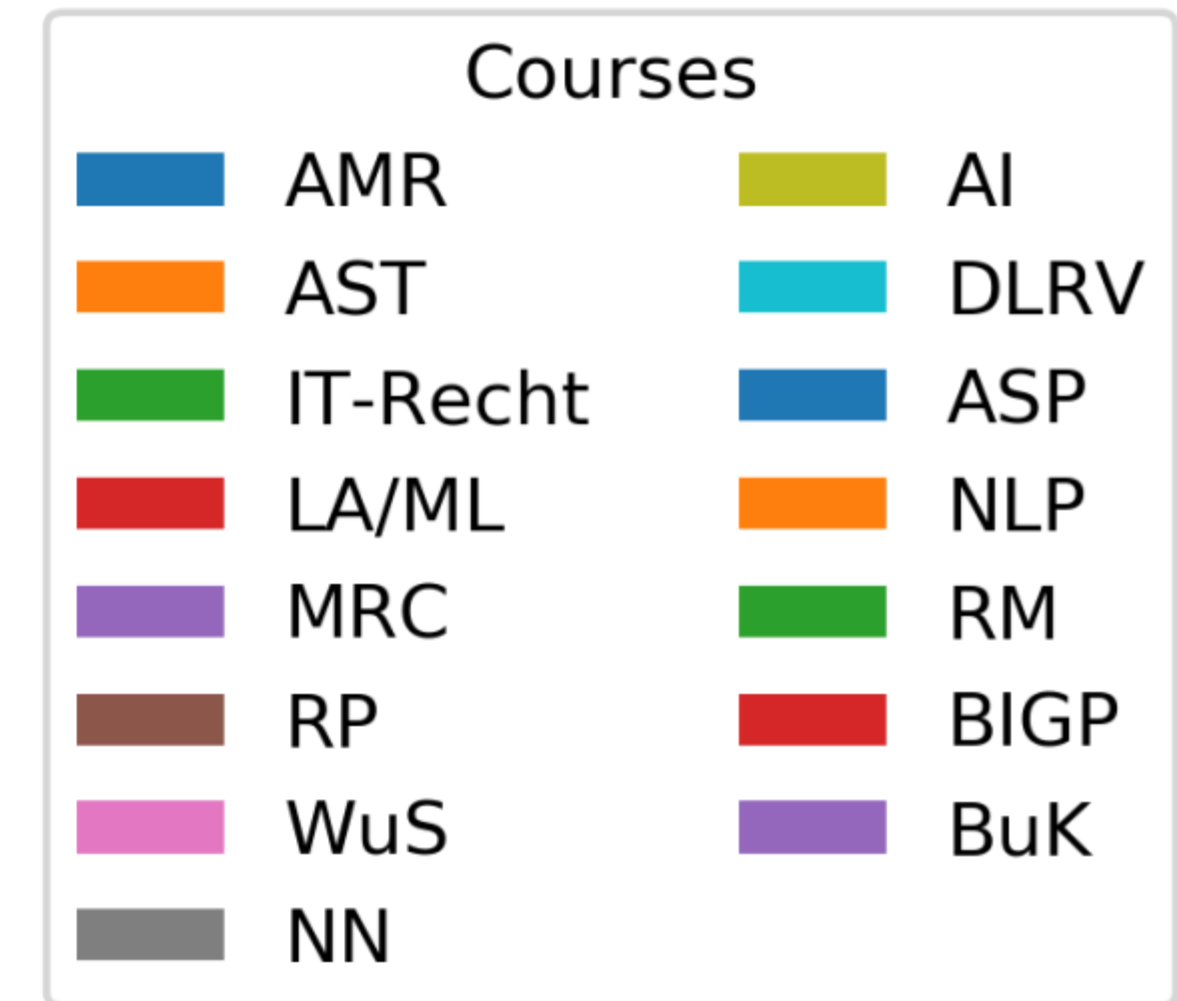 Courses
AMR
AST
IT-Recht
LA/ML
MRC
RP
WuS
NN
AI
DLRV
ASP
NLP
RM
BIGP
BuK